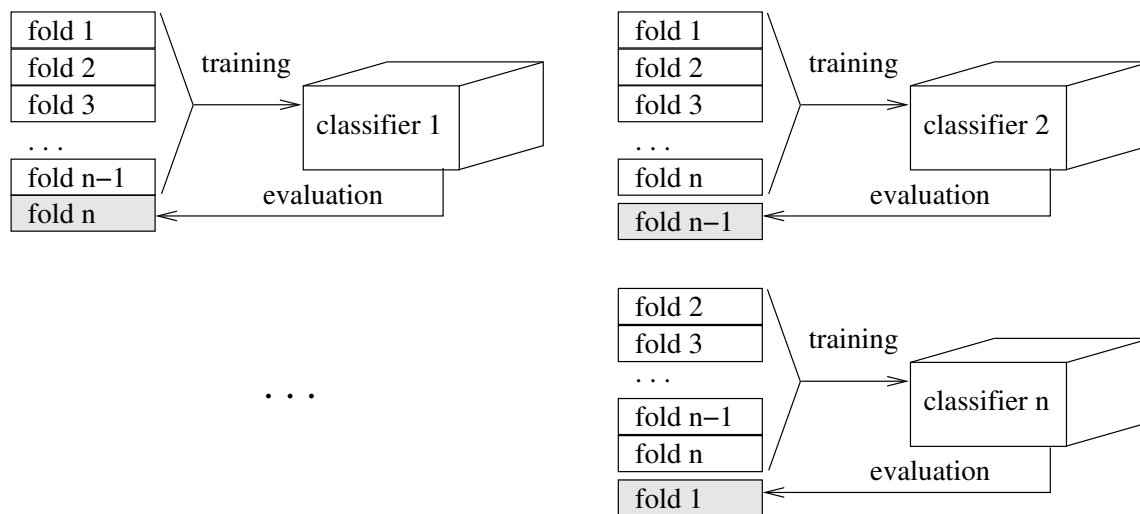 fold 1
fold 2
fold 3
. . .
fold n−1
fold n
training
classifier 1
evaluation
fold 1
fold 2
fold 3
. . .
fold n
fold n−1
training
classifier 2
evaluation
. . .
fold 2
fold 3
. . .
fold n−1
fold n
fold 1
training
classifier n
evaluation